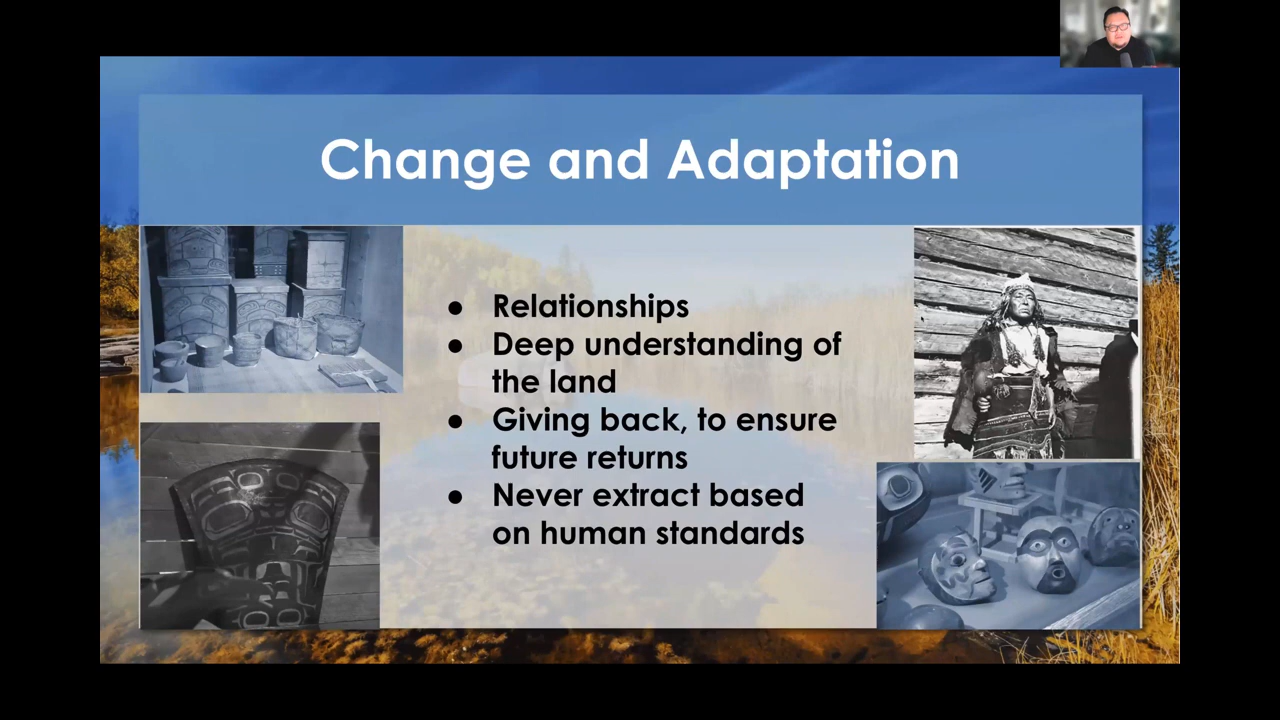 Change and Adaptation
● Relationships
● Deep understanding of
the land
● Giving back, to ensure
future returns
● Never extract based
on human standards